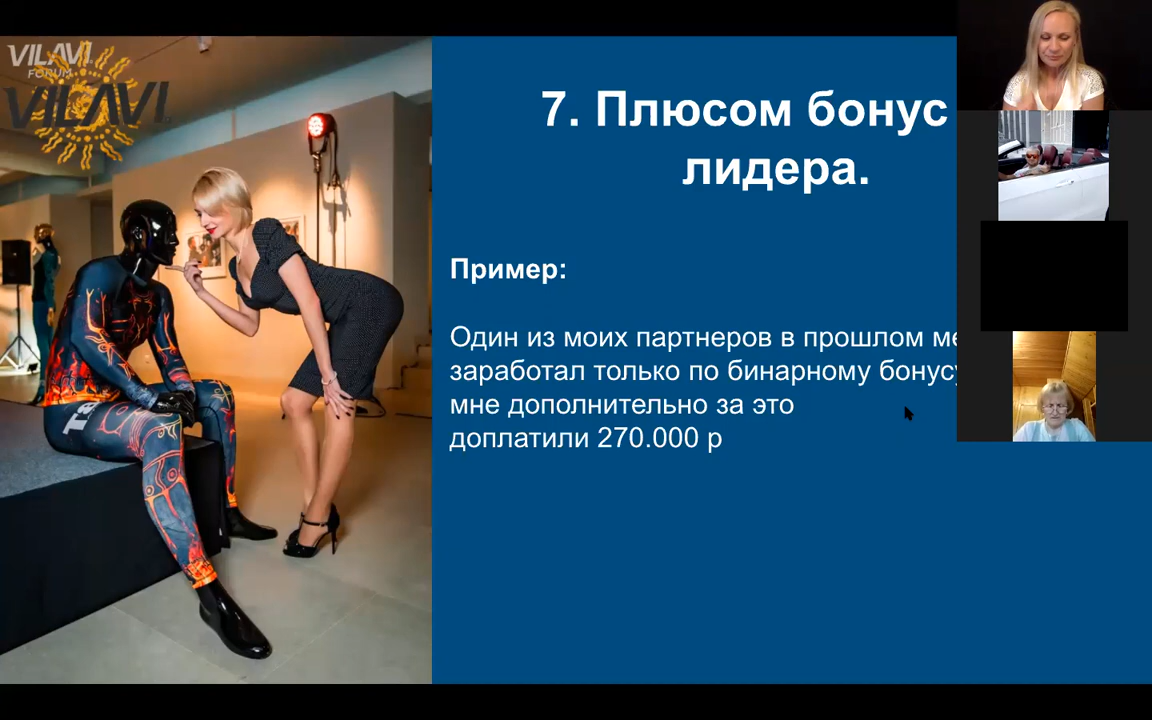 VILAVI
FORUM
VILAVI
7. Плюсом бонус
лидера.
Пример:
Один из моих партнеров в прошлом
заработал только по бинарному
мне дополнительно за это
доплатили 270.000 р